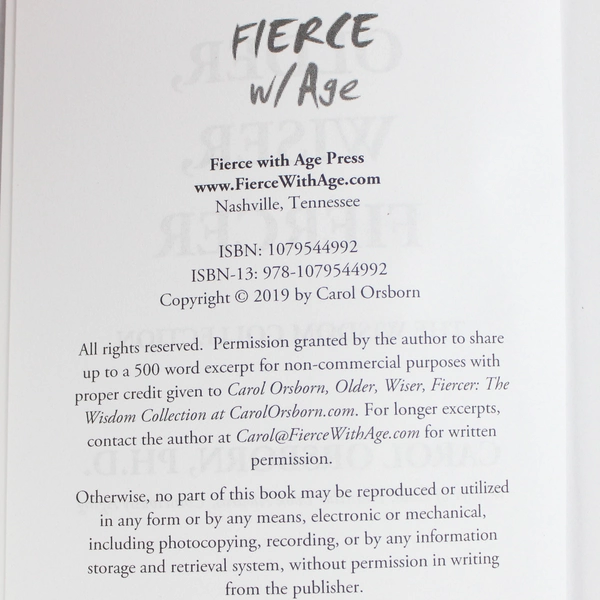 FIERCE
w/Age
Fierce with Age Press
www.FierceWithAge.com
Nashville, Tennessee
ISBN: 1079544992
ISBN-13: 978-1079544992
Copyright © 2019 by Carol Orsborn
All rights reserved.  Permission granted by the author to share
up to a 500 word excerpt for non-commercial purposes with
proper credit given to Carol Orsborn, Older, Wiser, Fiercer: The
Wisdom Collection at CarolOrsborn.com. For longer excerpts,
contact the author at Carol@FierceWithAge.com for written
permission.
Otherwise, no part of this book may be reproduced or utilized
in any form or by any means, electronic or mechanical,
including photocopying, recording, or by any information
storage and retrieval system, without permission in writing
from the publisher.